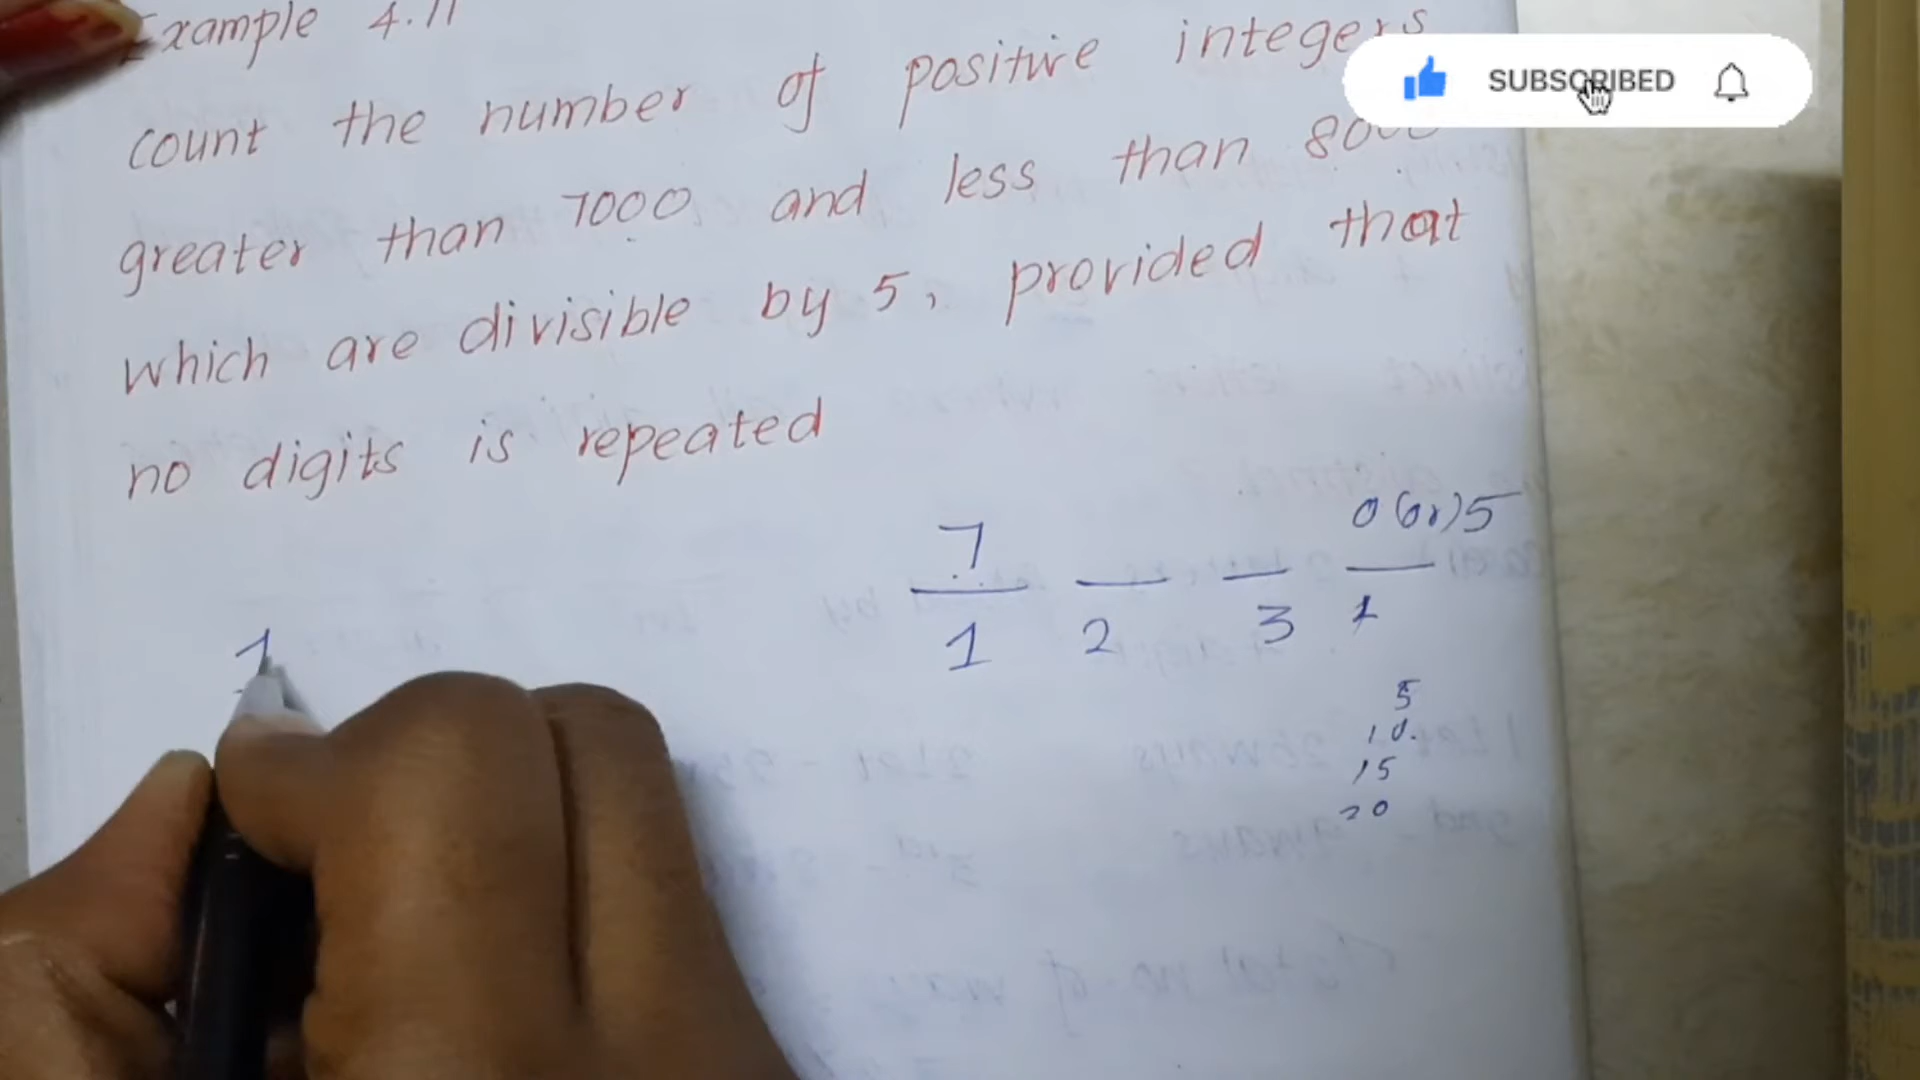 Example 4.11
SUBSCRIBED
count the number of positive integers
greater than 7000 and less than 8000
which are divisible by 5, provided that
no digits is repeated
7 0 (or) 5
1 2 3 4
1
5
10.
15
20